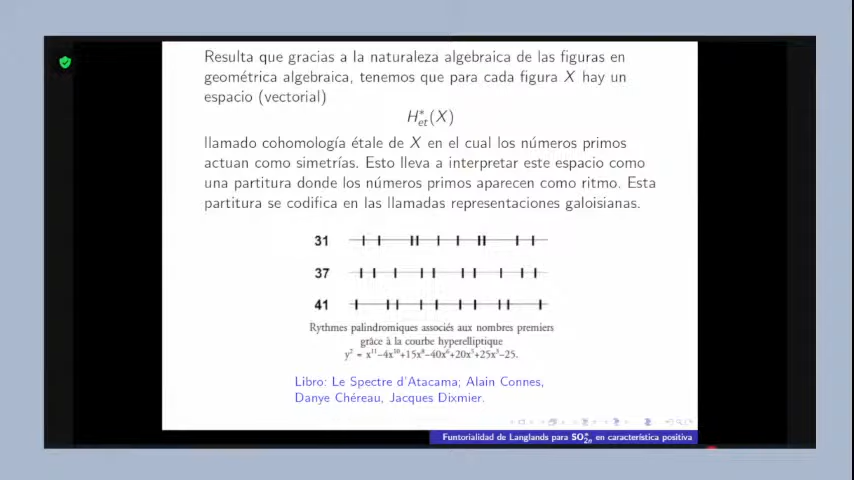 Resulta que gracias a la naturaleza algebraica de las figuras en
geométrica algebraica, tenemos que para cada figura X hay un
espacio (vectorial)
H*et(X)
llamado cohomología étale de X en el cual los números primos
actuan como simetrías. Esto lleva a interpretar este espacio como
una partitura donde los números primos aparecen como ritmo. Esta
partitura se codifica en las llamadas representaciones galoisianas.
31
37
41
Rythmes palindromiques associés aux nombres premiers
grâce à la courbe hyperelliptique
y² = x¹¹–4x¹⁰+15x⁸–40x⁶+20x⁵+25x³–25.
Libro: Le Spectre d'Atacama; Alain Connes,
Danye Chéreau, Jacques Dixmier.
Funtorialidad de Langlands para SO*2n en característica positiva